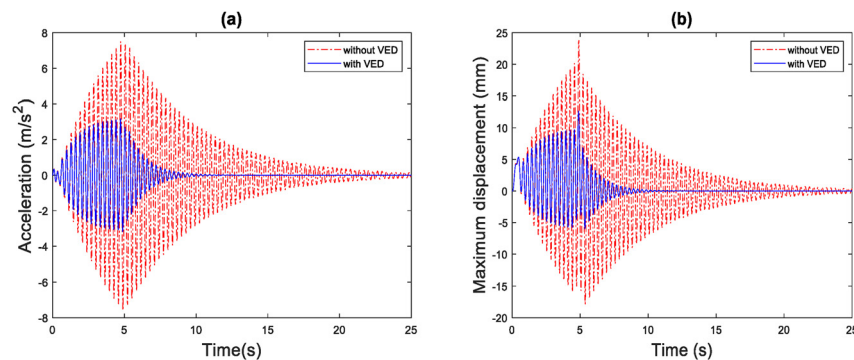 (a)
Acceleration (m/s²)
8
6
4
2
0
-2
-4
-6
-8
without VED
with VED
0 5 10 15 20 25
Time(s)
(b)
Maximum displacement (mm)
25
20
15
10
5
0
-5
-10
-15
-20
without VED
with VED
0 5 10 15 20 25
Time (s)